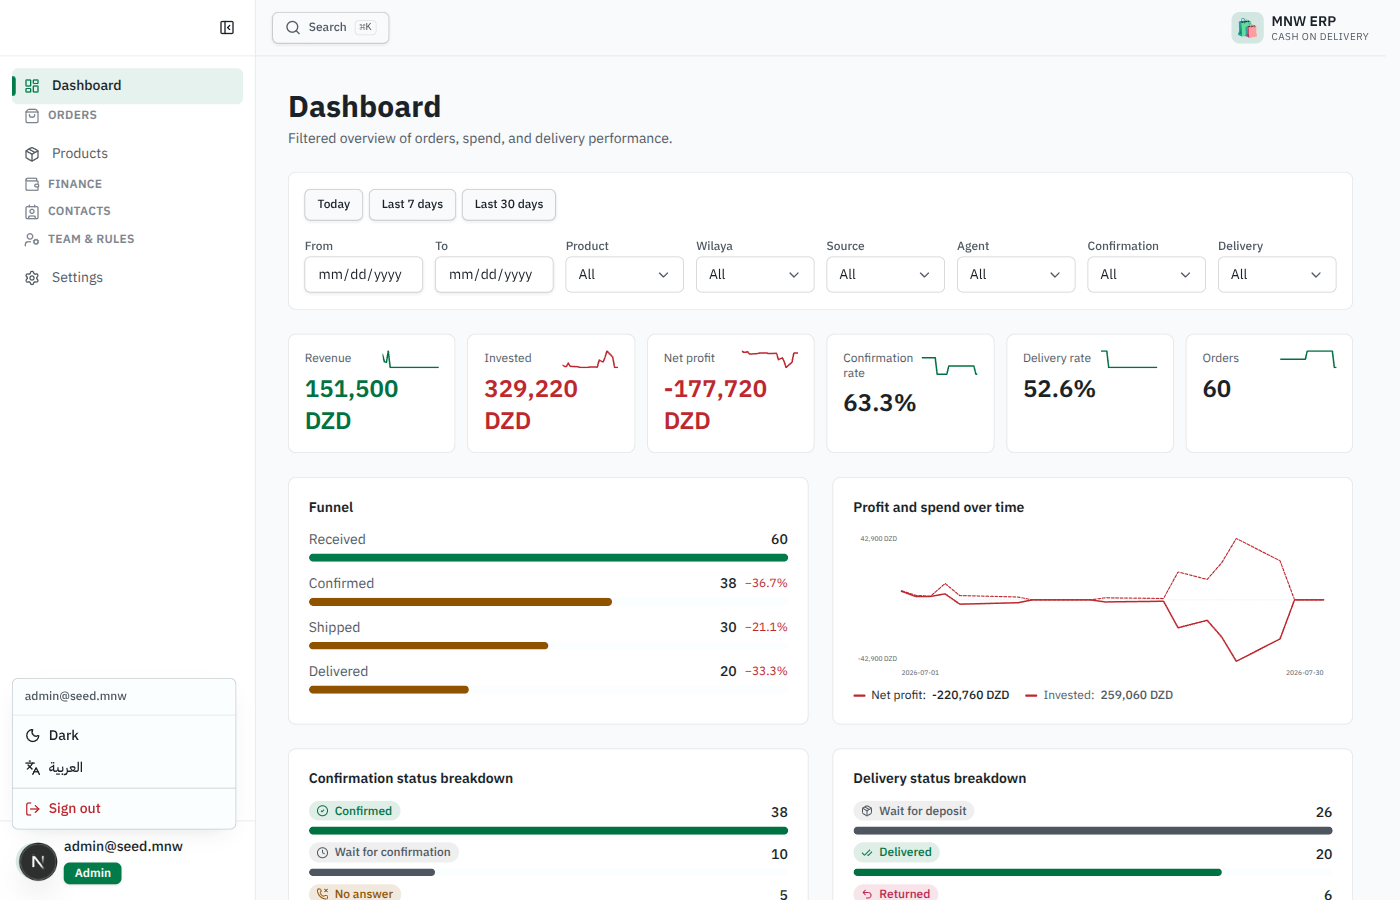 Search ⌘K
MNW ERP
CASH ON DELIVERY
Dashboard
ORDERS
Products
FINANCE
CONTACTS
TEAM & RULES
Settings
admin@seed.mnw
Dark
العربية
Sign out
N
admin@seed.mnw
Admin
Dashboard
Filtered overview of orders, spend, and delivery performance.
Today Last 7 days Last 30 days
From To Product Wilaya Source Agent Confirmation Delivery
mm/dd/yyyy mm/dd/yyyy All All All All All All
Revenue
151,500
DZD
Invested
329,220
DZD
Net profit
-177,720
DZD
Confirmation
rate
63.3%
Delivery rate
52.6%
Orders
60
Funnel
Received 60
Confirmed 38 −36.7%
Shipped 30 −21.1%
Delivered 20 −33.3%
Profit and spend over time
42,900 DZD
-42,900 DZD
2026-07-01 2026-07-30
Net profit: -220,760 DZD Invested: 259,060 DZD
Confirmation status breakdown
Confirmed 38
Wait for confirmation 10
No answer 5
Delivery status breakdown
Wait for deposit 26
Delivered 20
Returned 6